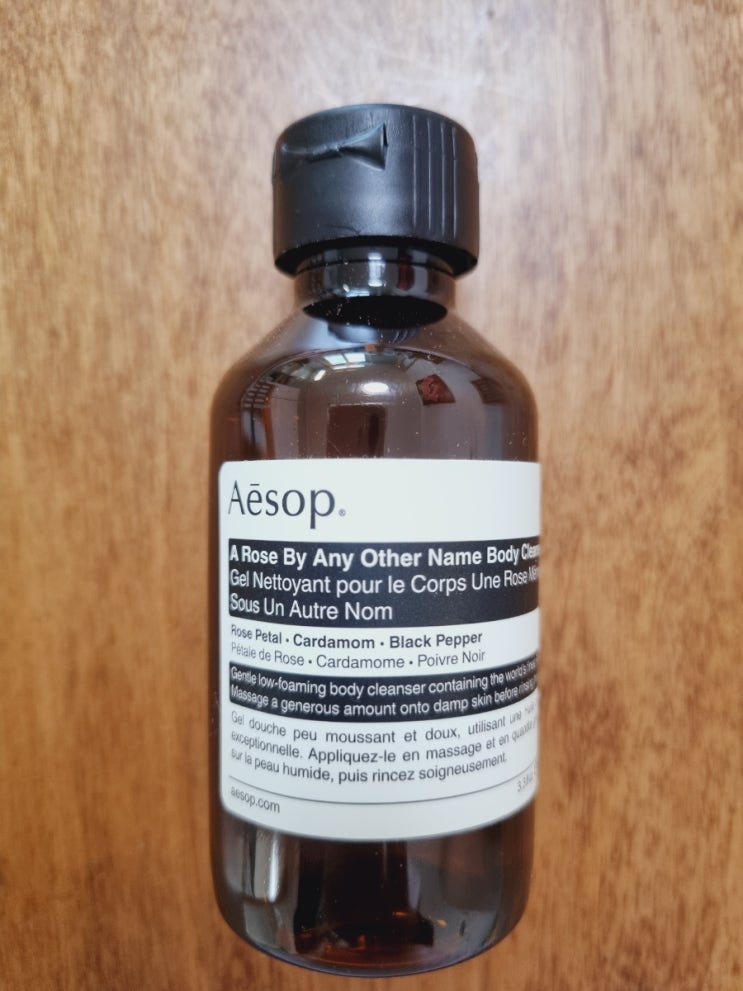 Aēsop®
A Rose By Any Other Name Body
Gel Nettoyant pour le Corps Une Rose
Sous Un Autre Nom
Rose Petal • Cardamom • Black Pepper
Pétale de Rose • Cardamome • Poivre Noir
Gentle low-foaming body cleanser containing the world's
Massage a generous amount onto damp skin before rinsing
Gel douche peu moussant et doux, utilisant une
exceptionnelle. Appliquez-le en massage et en
sur la peau humide, puis rincez soigneusement.
aesop.com